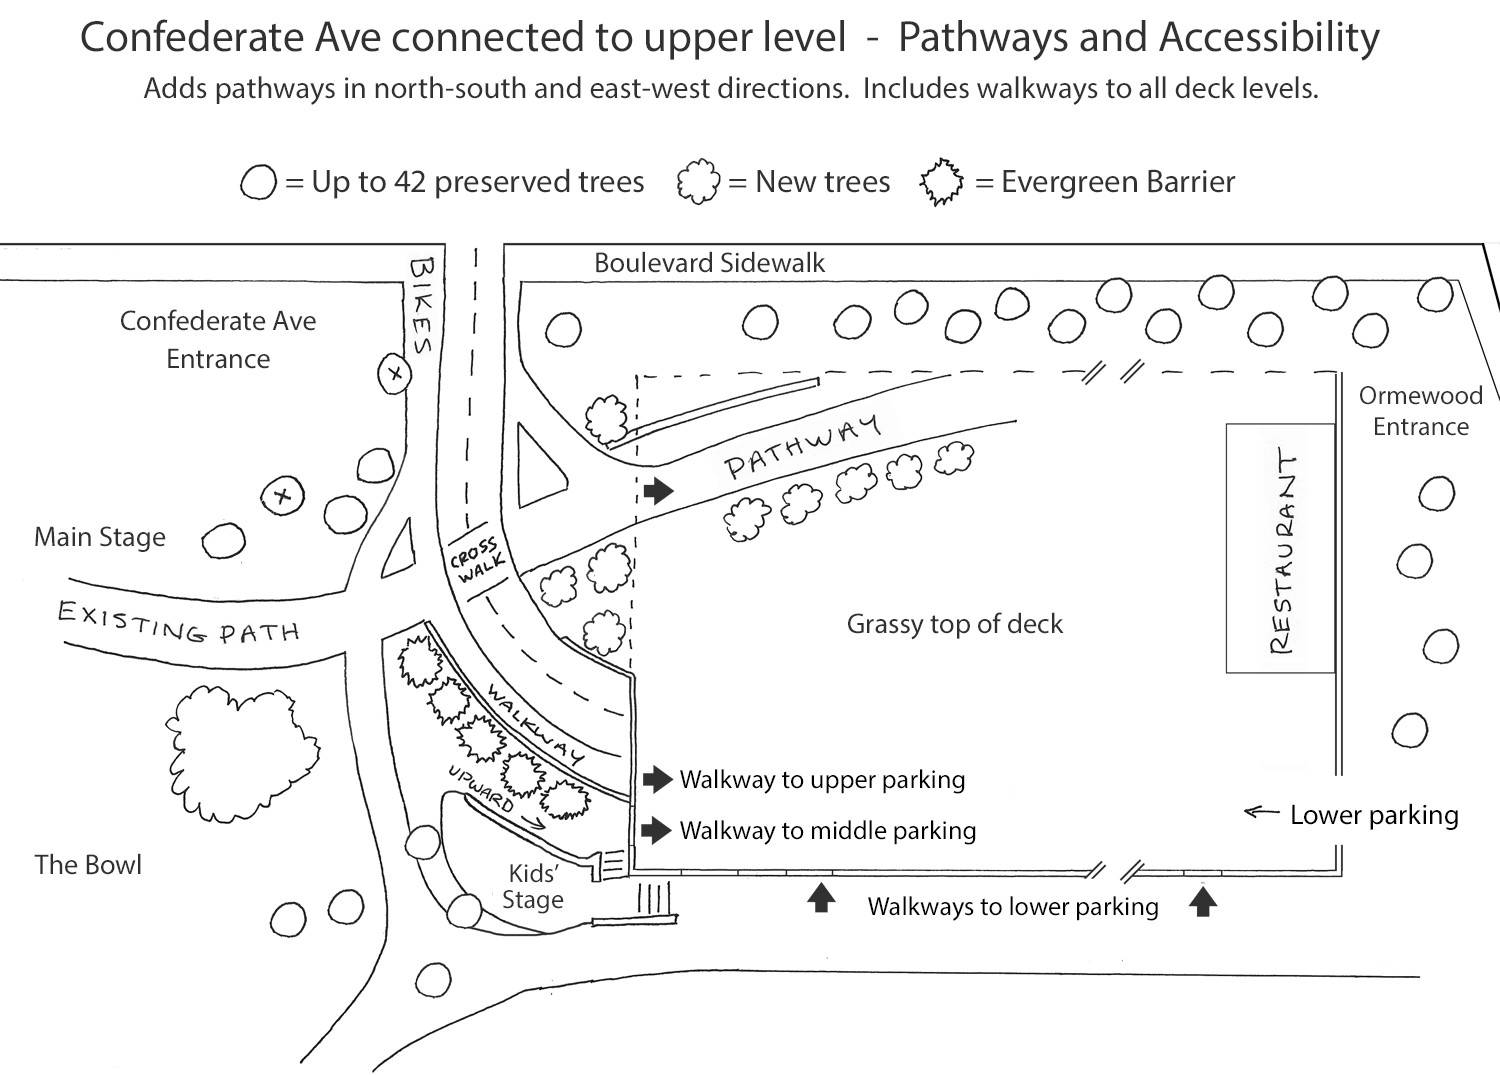 Confederate Ave connected to upper level - Pathways and Accessibility
Adds pathways in north-south and east-west directions. Includes walkways to all deck levels.
= Up to 42 preserved trees
= New trees
= Evergreen Barrier
Boulevard Sidewalk
BIKES
Confederate Ave
Entrance
Ormewood
Entrance
PATHWAY
RESTAURANT
Main Stage
CROSS
WALK
EXISTING PATH
Grassy top of deck
WALKWAY
UPWARD
Walkway to upper parking
Lower parking
Walkway to middle parking
The Bowl
Kids'
Stage
Walkways to lower parking